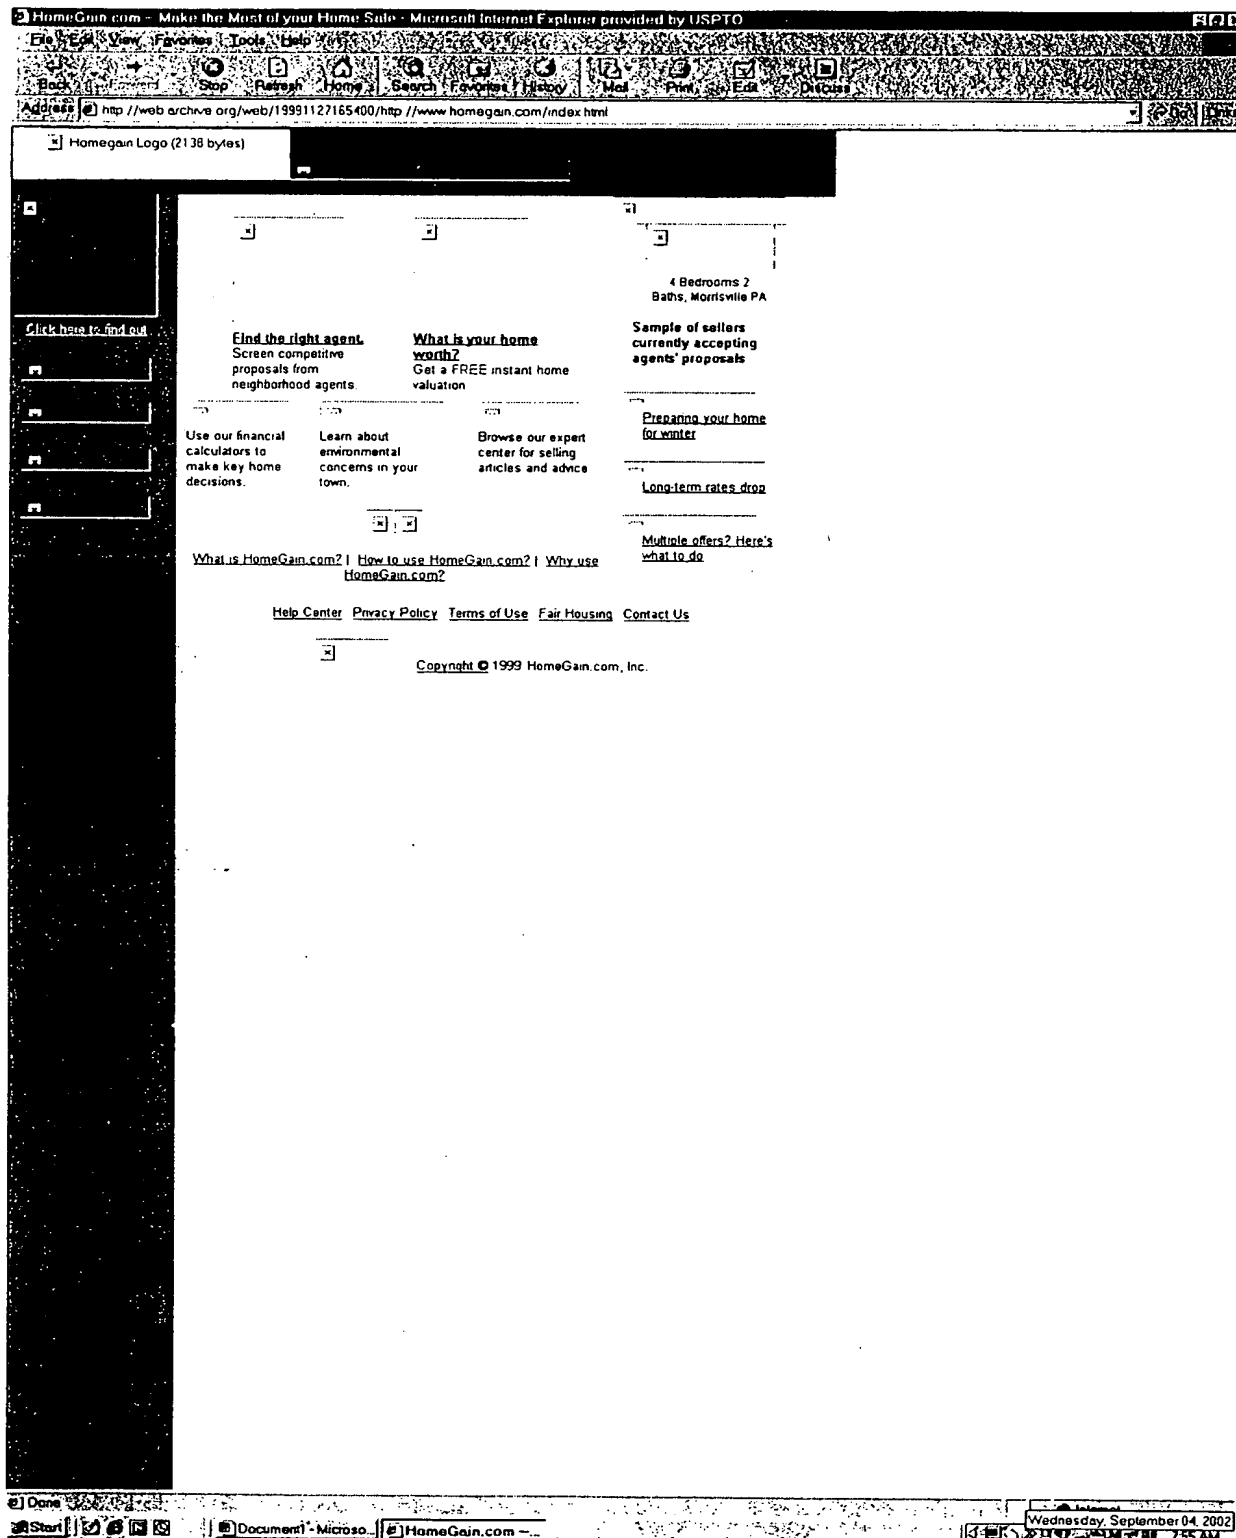 HomeGain com – Make the Most of your Home Sale - Microsoft Internet Explorer provided by USPTO
File Edit View Favorites Tools Help
Back Forward Stop Refresh Home Search Favorites History Mail Print Edit Discuss
Address http //web archive org/web/19991127165400/http //www homegain.com/index html Go Links
Homegain Logo (2138 bytes)
Click here to find out
Find the right agent.
Screen competitive
proposals from
neighborhood agents.
What is your home
worth?
Get a FREE instant home
valuation
4 Bedrooms 2
Baths, Morrisville PA
Sample of sellers
currently accepting
agents' proposals
Use our financial
calculators to
make key home
decisions.
Learn about
environmental
concerns in your
town.
Browse our expert
center for selling
articles and advice
Preparing your home
for winter
Long-term rates drop
Multiple offers? Here's
what to do
What is HomeGain.com? | How to use HomeGain.com? | Why use
HomeGain.com?
Help Center Privacy Policy Terms of Use Fair Housing Contact Us
Copyright © 1999 HomeGain.com, Inc.
Done
Internet
Start Document1 - Microso... HomeGain.com –...
Wednesday, September 04, 2002
7:55 AM